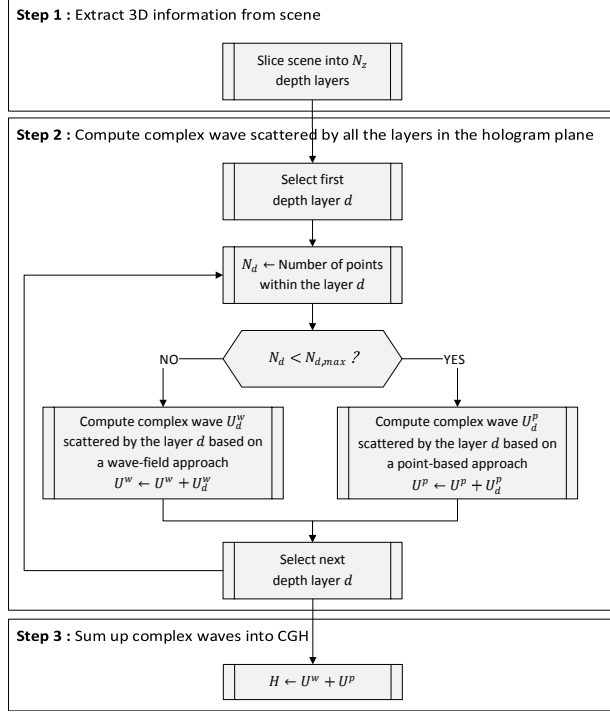 Step 1 : Extract 3D information from scene
Slice scene into N_z
depth layers
Step 2 : Compute complex wave scattered by all the layers in the hologram plane
Select first
depth layer d
N_d ← Number of points
within the layer d
N_d < N_{d,max} ?
NO
YES
Compute complex wave U_d^w
scattered by the layer d based on
a wave-field approach
U^w ← U^w + U_d^w
Compute complex wave U_d^p
scattered by the layer d based on
a point-based approach
U^p ← U^p + U_d^p
Select next
depth layer d
Step 3 : Sum up complex waves into CGH
H ← U^w + U^p